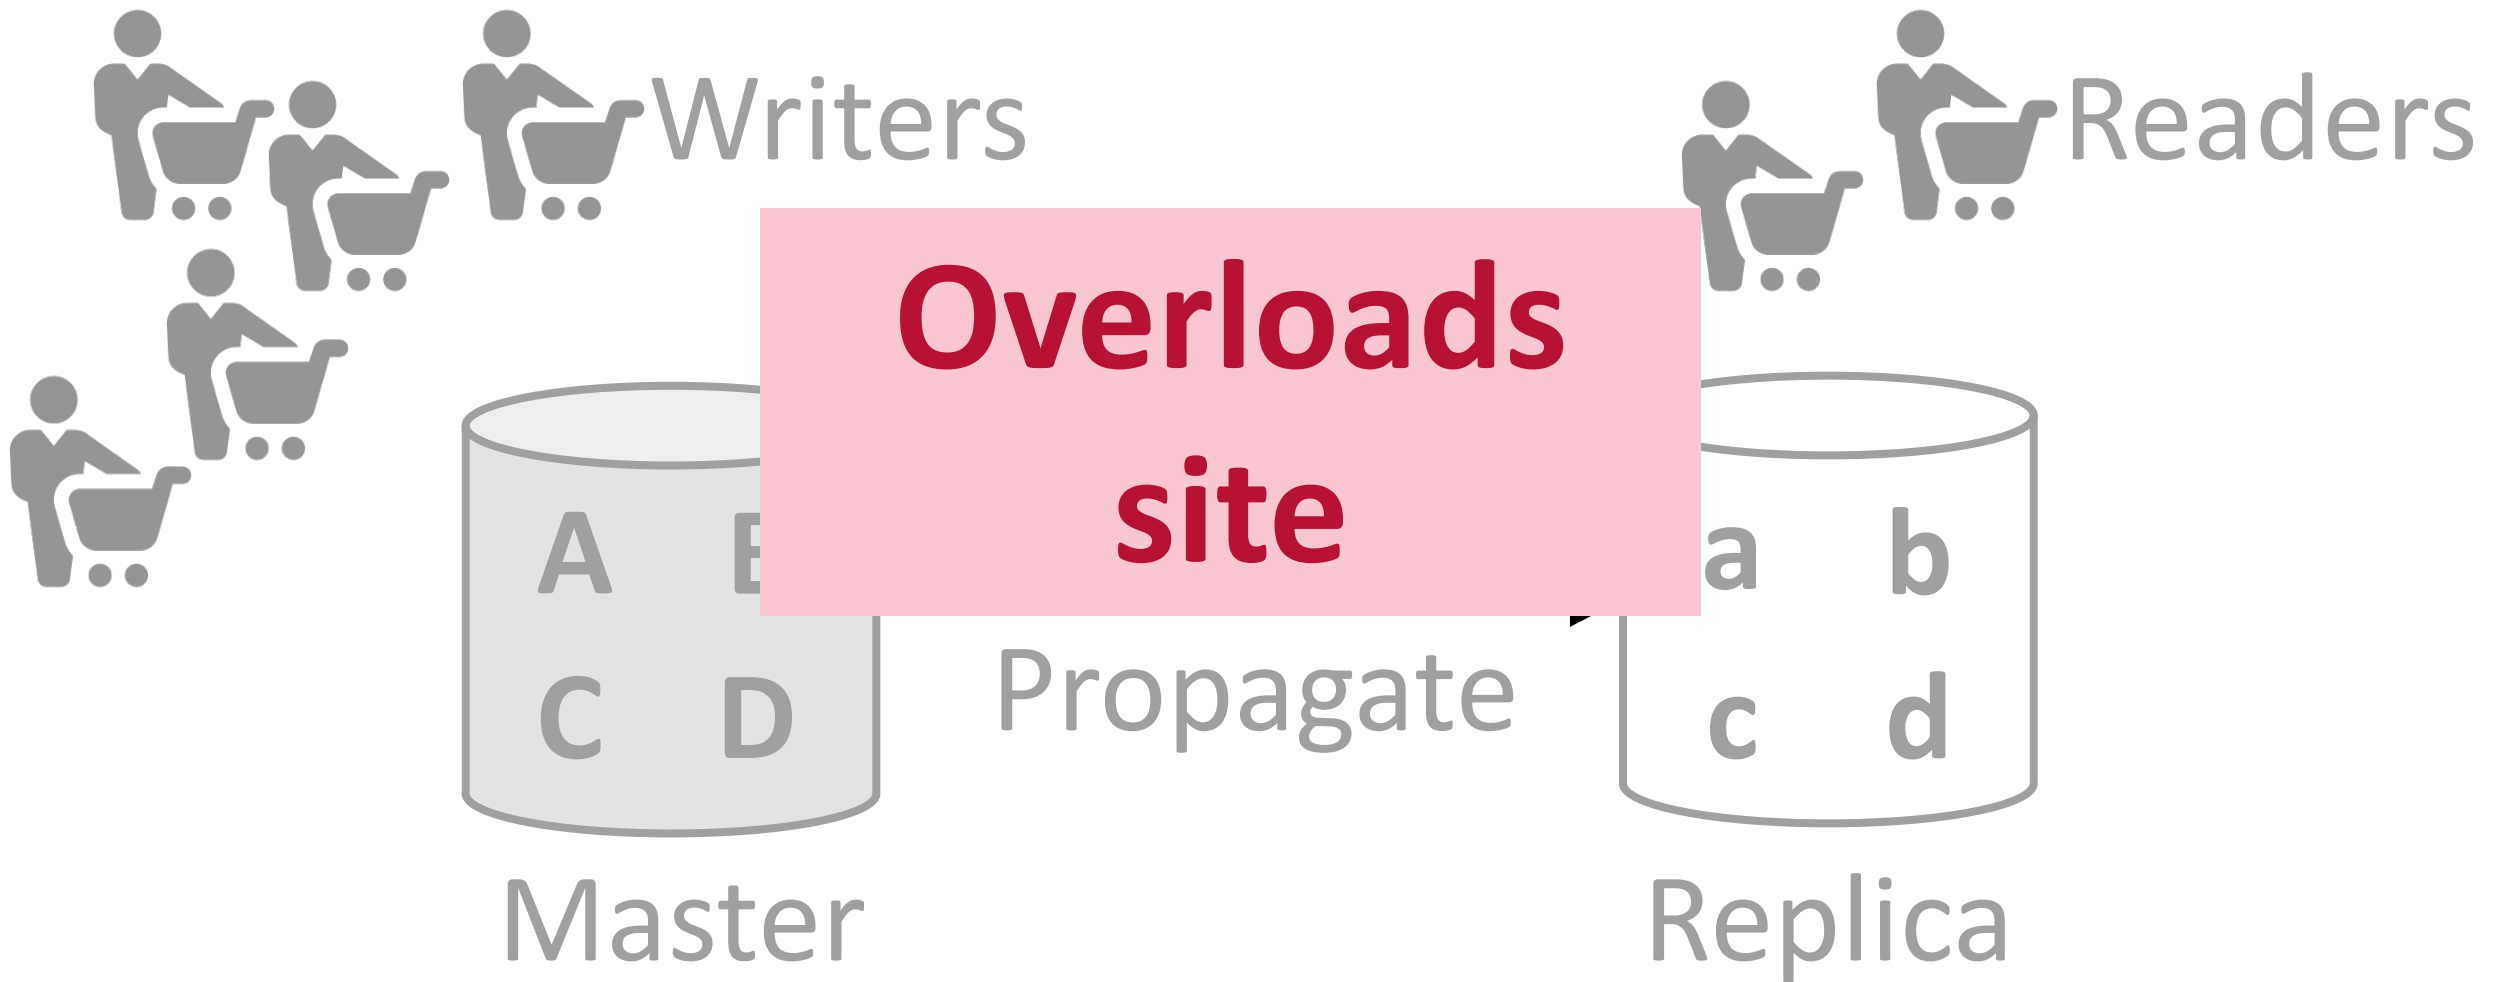 Writers
Readers
Overloads
site
A
a b
Propagate
C D
c d
Master
Replica